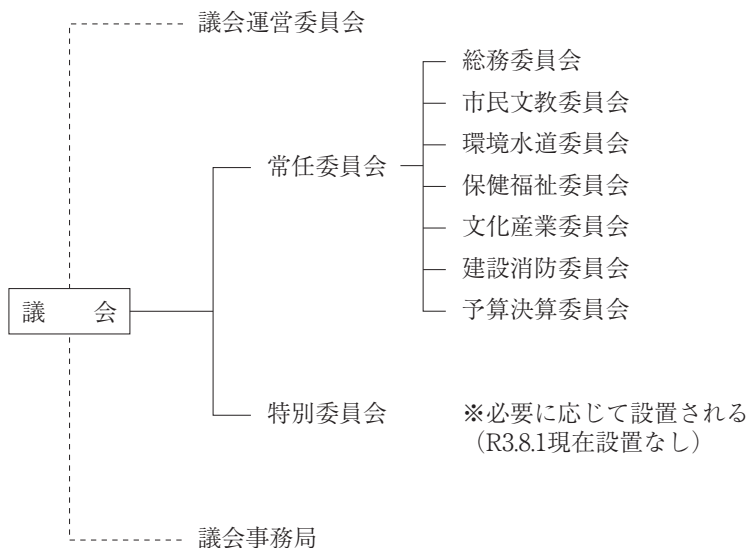 議会運営委員会
総務委員会
市民文教委員会
環境水道委員会
常任委員会
保健福祉委員会
文化産業委員会
建設消防委員会
議　会
予算決算委員会
特別委員会
※必要に応じて設置される
（R3.8.1現在設置なし）
議会事務局